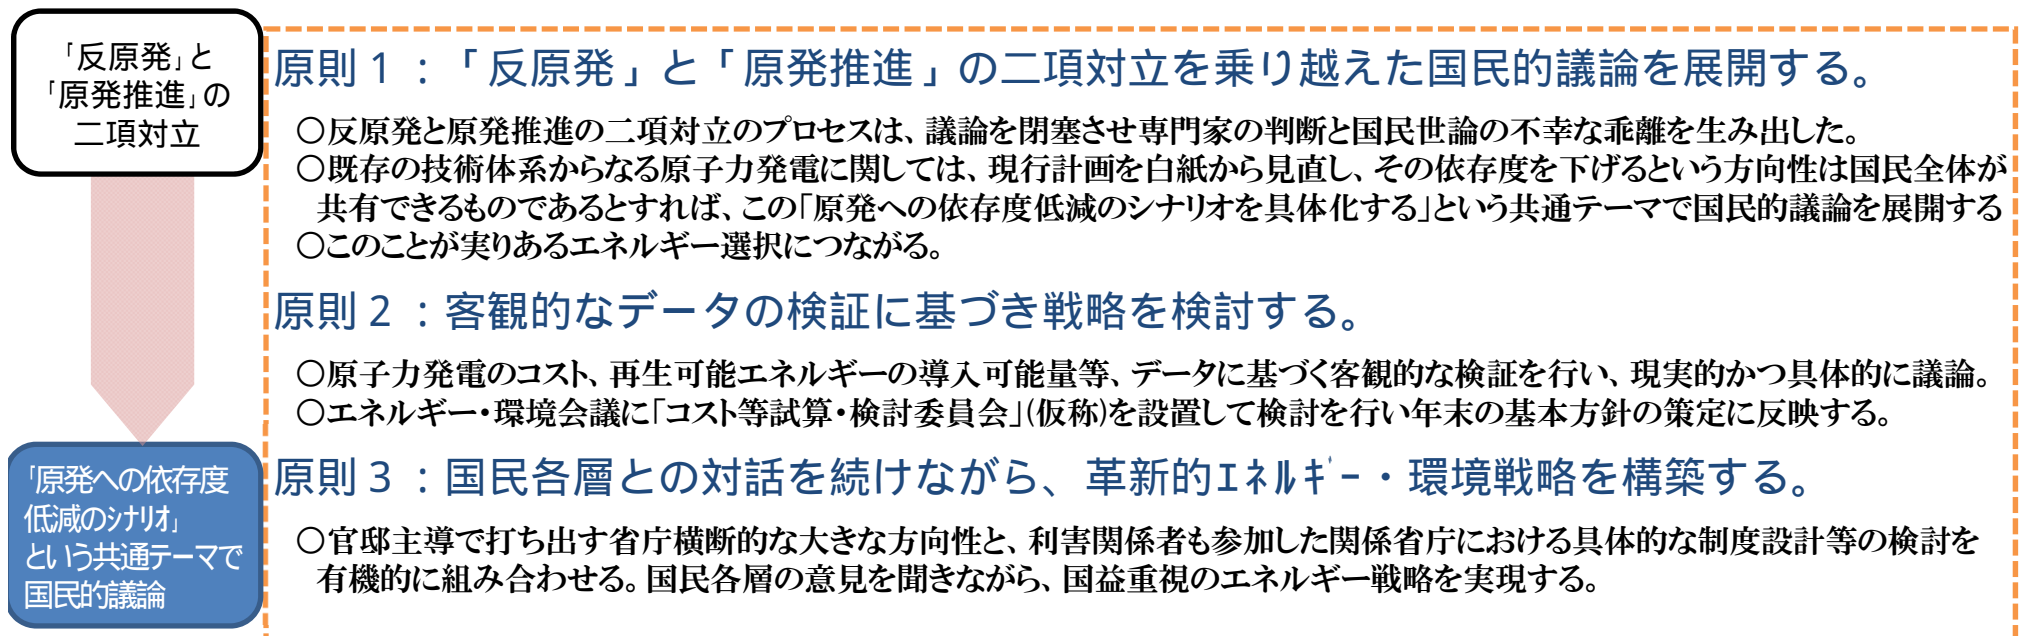 「反原発」と
「原発推進」の
二項対立
原則１：「反原発」と「原発推進」の二項対立を乗り越えた国民的議論を展開する。
○反原発と原発推進の二項対立のプロセスは、議論を閉塞させ専門家の判断と国民世論の不幸な乖離を生み出した。
○既存の技術体系からなる原子力発電に関しては、現行計画を白紙から見直し、その依存度を下げるという方向性は国民全体が
共有できるものであるとすれば、この「原発への依存度低減のシナリオを具体化する」という共通テーマで国民的議論を展開する
○このことが実りあるエネルギー選択につながる。
原則２：客観的なデータの検証に基づき戦略を検討する。
○原子力発電のコスト、再生可能エネルギーの導入可能量等、データに基づく客観的な検証を行い、現実的かつ具体的に議論。
○エネルギー・環境会議に「コスト等試算・検討委員会」(仮称)を設置して検討を行い年末の基本方針の策定に反映する。
原則３：国民各層との対話を続けながら、革新的ｴﾈﾙｷﾞｰ・環境戦略を構築する。
○官邸主導で打ち出す省庁横断的な大きな方向性と、利害関係者も参加した関係省庁における具体的な制度設計等の検討を
有機的に組み合わせる。国民各層の意見を聞きながら、国益重視のエネルギー戦略を実現する。
「原発への依存度
低減のｼﾅﾘｵ」
という共通テーマで
国民的議論